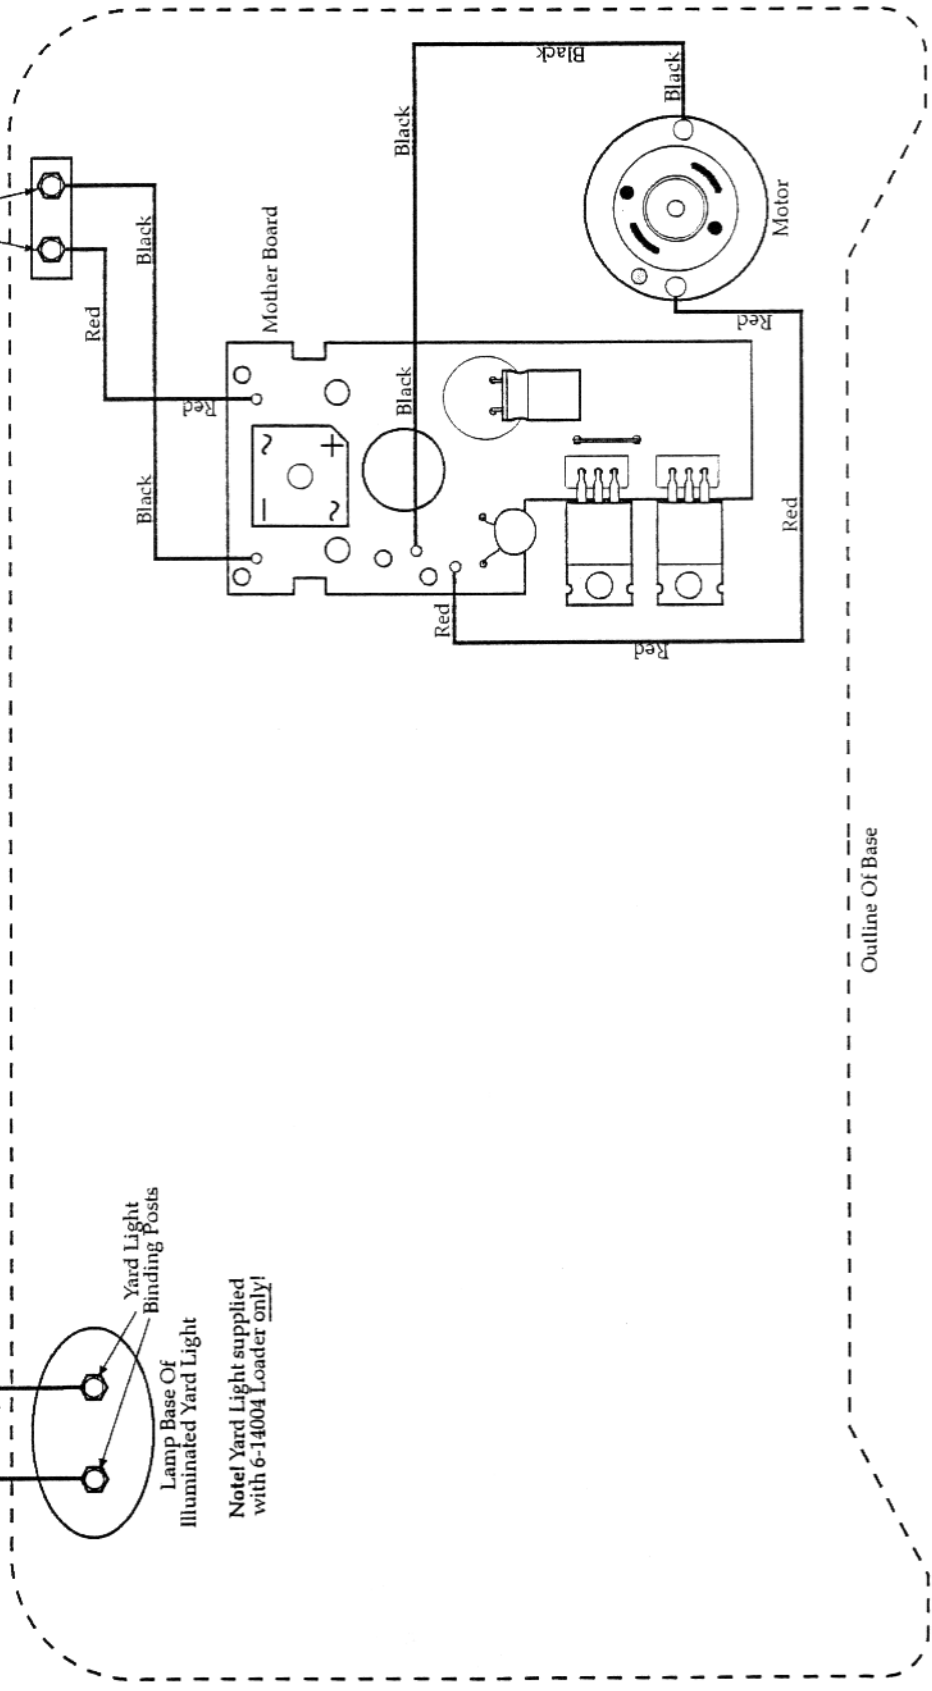 Black
Black
Black
Red
Black
Mother Board
Motor
Red
Black
Red
Black
Red
Red
Red
Outline Of Base
Yard Light
Binding Posts
Lamp Base Of
Illuminated Yard Light
Note! Yard Light supplied
with 6-14004 Loader only!